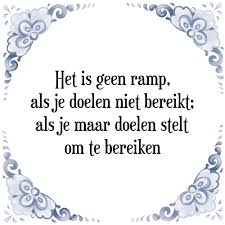 Het is geen ramp,
als je doelen niet bereikt;
als je maar doelen stelt
om te bereiken